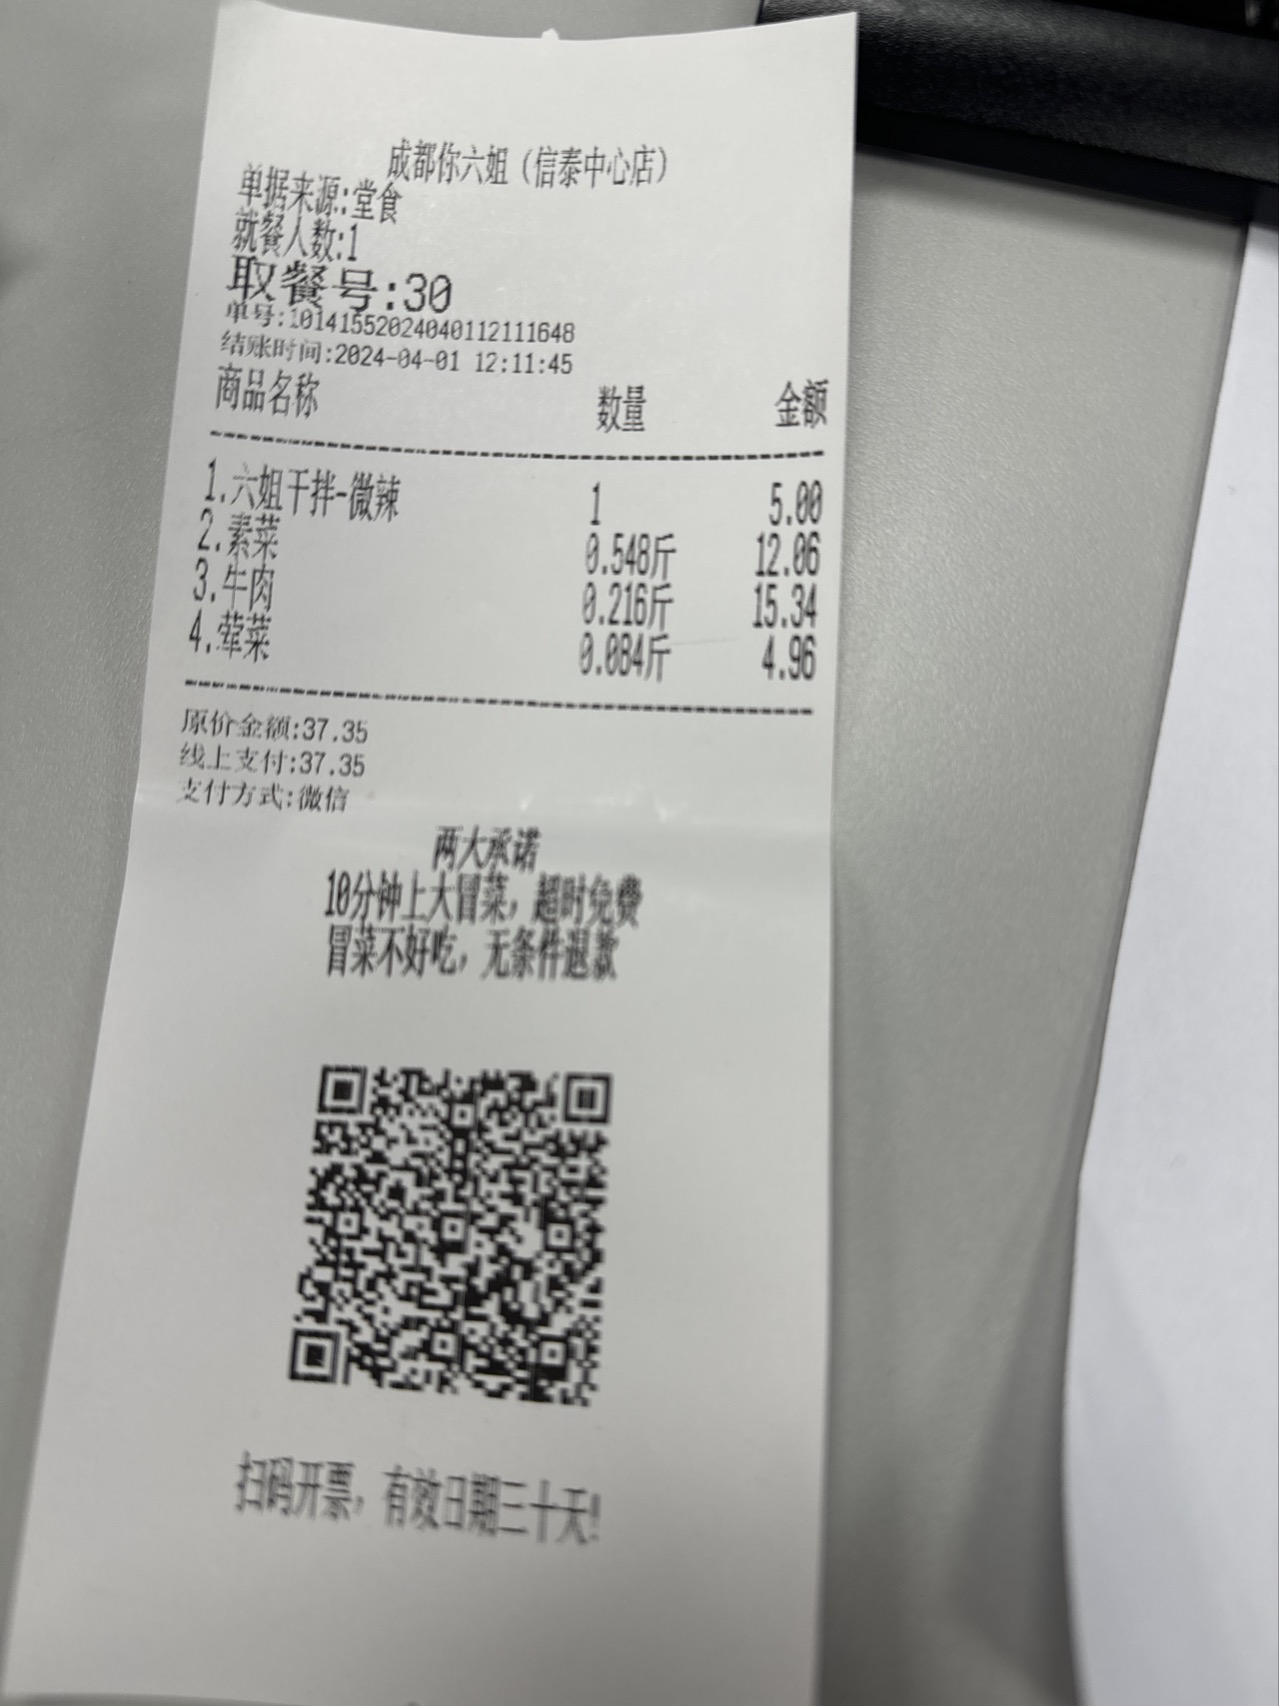 成都你六姐（信泰中心店）
单据来源:堂食
就餐人数:1
取餐号:30
单号:10141552024040112111648
结账时间:2024-04-01 12:11:45
商品名称 数量 金额
1.六姐干拌-微辣 1 5.00
2.素菜 0.548斤 12.06
3.牛肉 0.216斤 15.34
4.荤菜 0.084斤 4.96
原价金额:37.35
线上支付:37.35
支付方式:微信
两大承诺
10分钟上大冒菜，超时免费
冒菜不好吃，无条件退款
扫码开票，有效日期三十天!